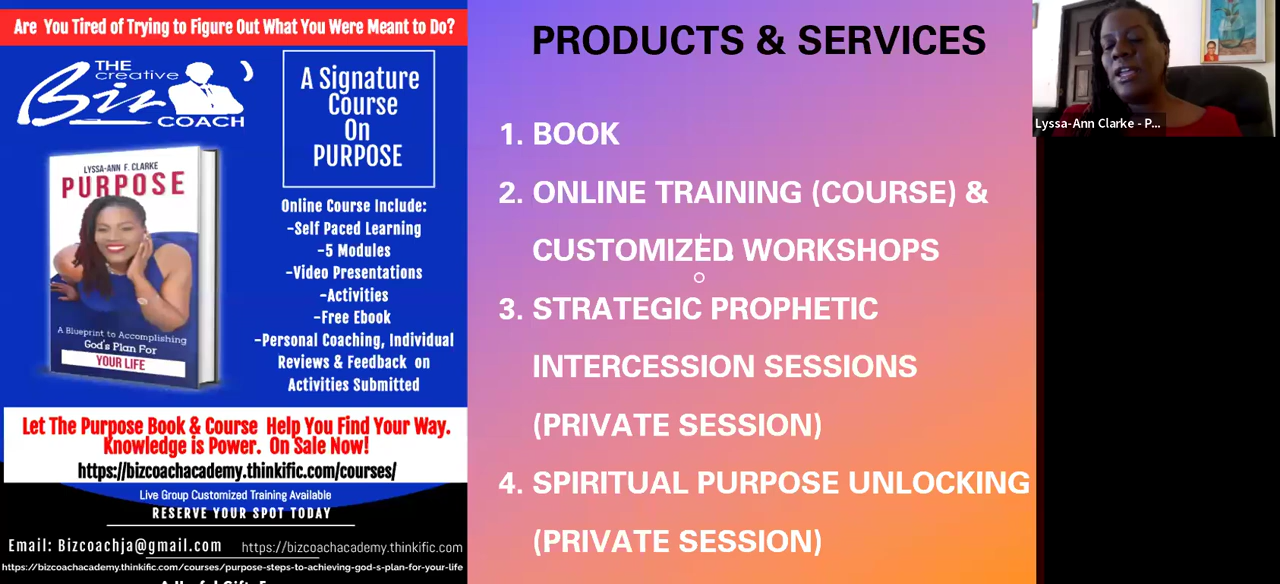 Are You Tired of Trying to Figure Out What You Were Meant to Do?
THE
creative
Biz
COACH
A Signature
Course
On
PURPOSE
LYSSA-ANN F. CLARKE
PURPOSE
A Blueprint to Accomplishing
God's Plan For
YOUR LIFE
Online Course Include:
-Self Paced Learning
-5 Modules
-Video Presentations
-Activities
-Free Ebook
-Personal Coaching, Individual
Reviews & Feedback on
Activities Submitted
Let The Purpose Book & Course Help You Find Your Way.
Knowledge is Power. On Sale Now!
https://bizcoachacademy.thinkific.com/courses/
Live Group Customized Training Available
RESERVE YOUR SPOT TODAY
Email: Bizcoachja@gmail.com https://bizcoachacademy.thinkific.com
https://bizcoachacademy.thinkific.com/courses/purpose-steps-to-achieving-god-s-plan-for-your-life
PRODUCTS & SERVICES
1. BOOK
2. ONLINE TRAINING (COURSE) &
CUSTOMIZED WORKSHOPS
3. STRATEGIC PROPHETIC
INTERCESSION SESSIONS
(PRIVATE SESSION)
4. SPIRITUAL PURPOSE UNLOCKING
(PRIVATE SESSION)
Lyssa-Ann Clarke - P...